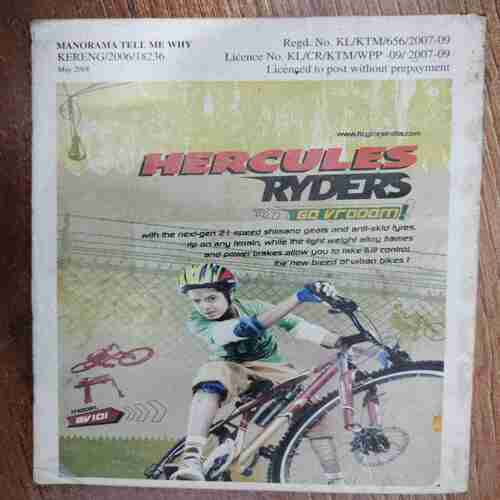 MANORAMA TELL ME WHY
KERENG/2006/18236
May 2008
Regd. No. KL/KTM/656/2007-09
Licence No. KL/CR/KTM/WPP -09/ 2007-09
Licensed to post without prepayment
HERCULES
RYDERS
Go Vrooom!
with the next-gen 21-speed shimano gears and anti-skid tyres,
rip on any terrain, while the light weight alloy frames
and power brakes allow you to take full control.
the new breed of urban bikes!